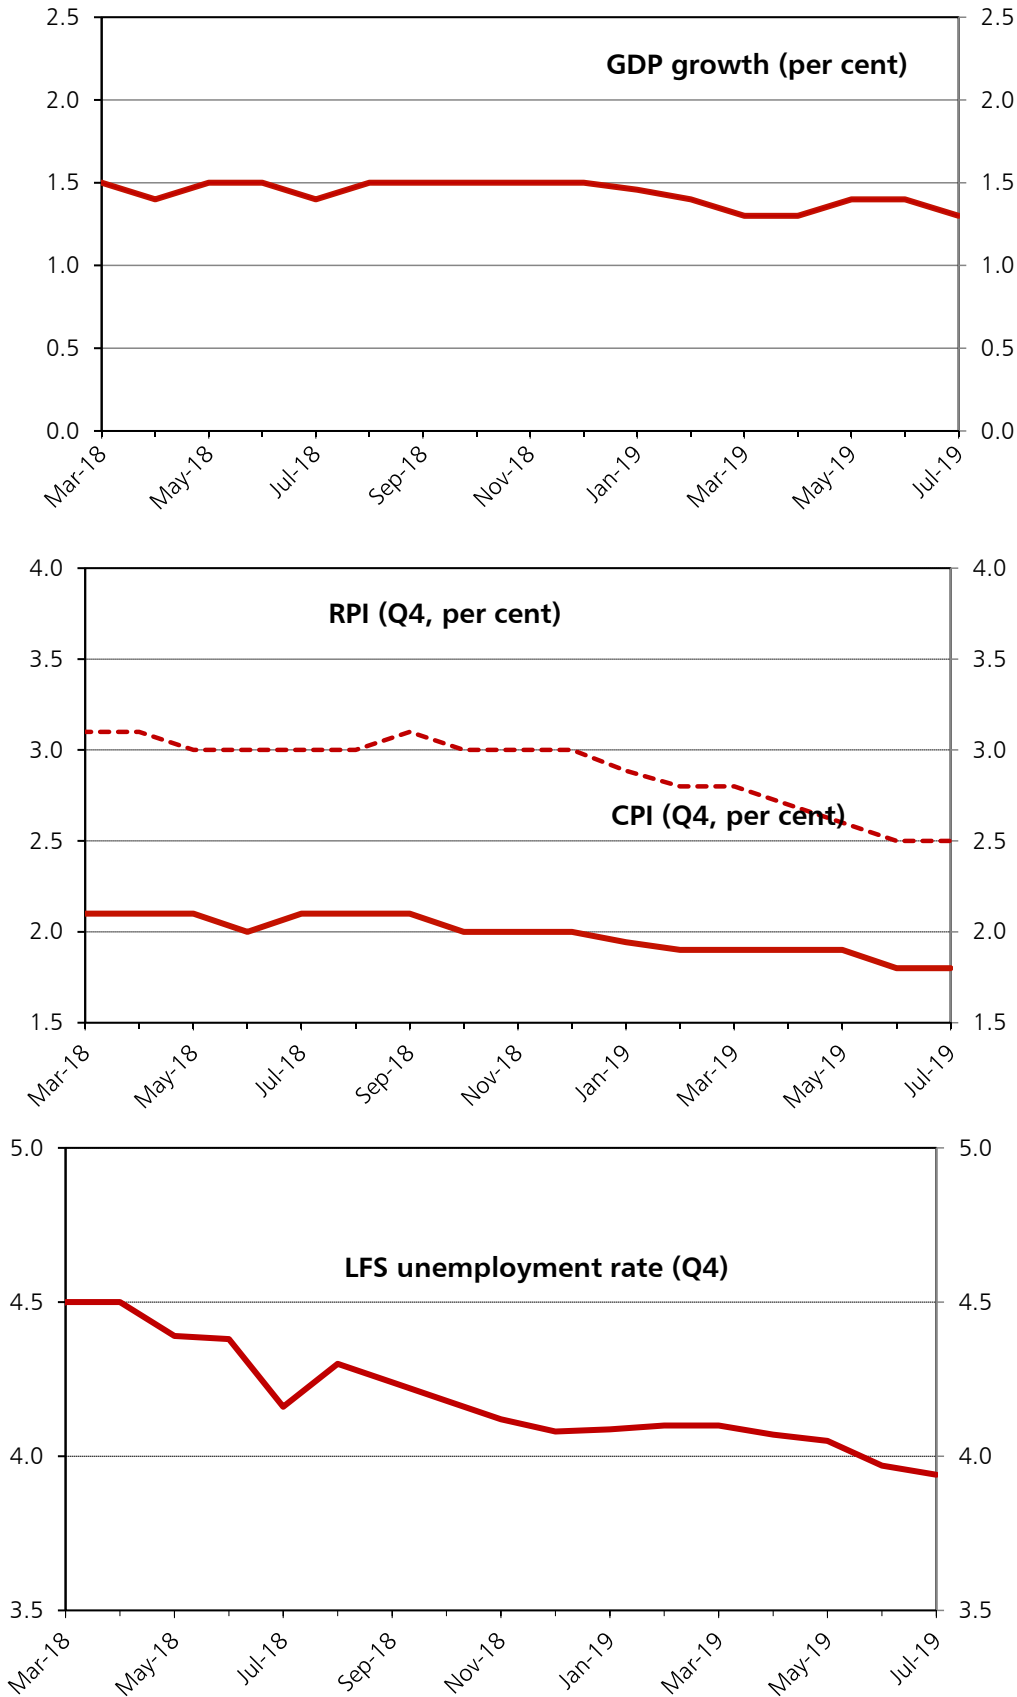 2.5 2.5
GDP growth (per cent)
2.0 2.0
1.5 1.5
1.0 1.0
0.5 0.5
0.0 0.0
Mar-18 May-18 Jul-18 Sep-18 Nov-18 Jan-19 Mar-19 May-19 Jul-19
4.0 4.0
RPI (Q4, per cent)
3.5 3.5
3.0 3.0
CPI (Q4, per cent)
2.5 2.5
2.0 2.0
1.5 1.5
Mar-18 May-18 Jul-18 Sep-18 Nov-18 Jan-19 Mar-19 May-19 Jul-19
5.0 5.0
LFS unemployment rate (Q4)
4.5 4.5
4.0 4.0
3.5 3.5
Mar-18 May-18 Jul-18 Sep-18 Nov-18 Jan-19 Mar-19 May-19 Jul-19